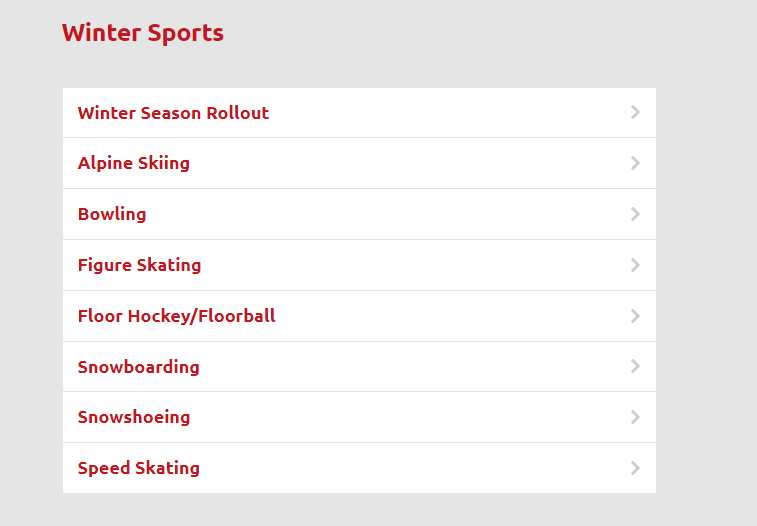 Winter Sports
Winter Season Rollout
Alpine Skiing
Bowling
Figure Skating
Floor Hockey/Floorball
Snowboarding
Snowshoeing
Speed Skating